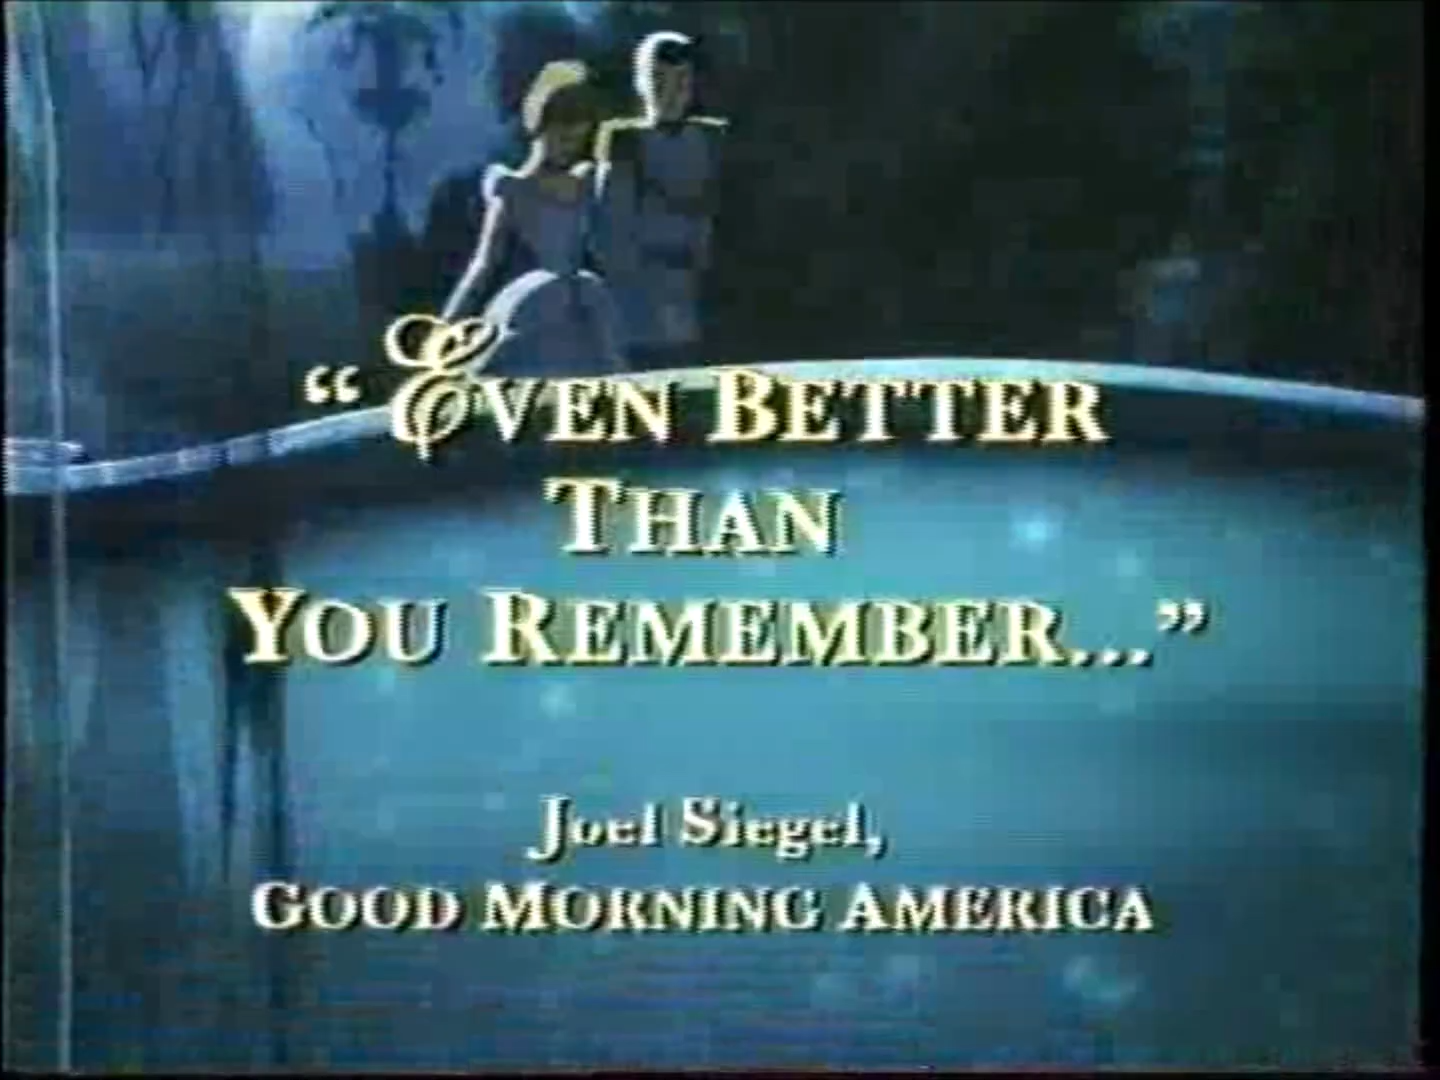 “EVEN BETTER
THAN
YOU REMEMBER...”
Joel Siegel,
GOOD MORNING AMERICA